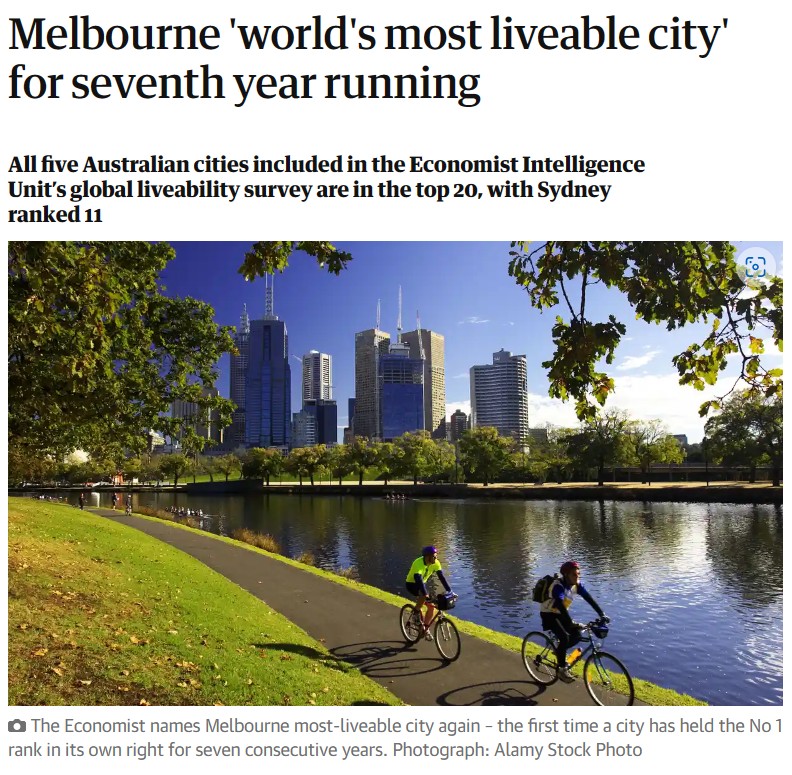 Melbourne 'world's most liveable city'
for seventh year running
All five Australian cities included in the Economist Intelligence
Unit's global liveability survey are in the top 20, with Sydney
ranked 11
The Economist names Melbourne most-liveable city again – the first time a city has held the No 1
rank in its own right for seven consecutive years. Photograph: Alamy Stock Photo